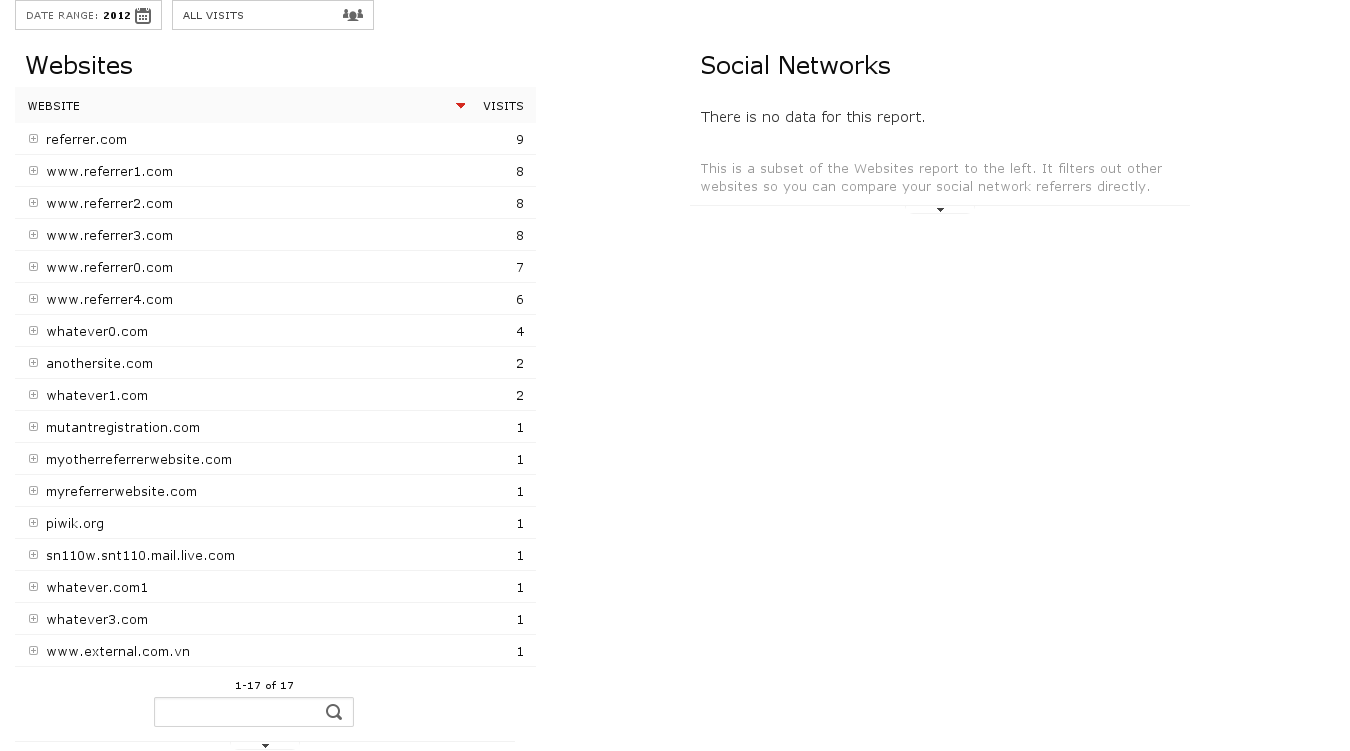 DATE RANGE: 2012
ALL VISITS
Websites
WEBSITE VISITS
referrer.com 9
www.referrer1.com 8
www.referrer2.com 8
www.referrer3.com 8
www.referrer0.com 7
www.referrer4.com 6
whatever0.com 4
anothersite.com 2
whatever1.com 2
mutantregistration.com 1
myotherreferrerwebsite.com 1
myreferrerwebsite.com 1
piwik.org 1
sn110w.snt110.mail.live.com 1
whatever.com1 1
whatever3.com 1
www.external.com.vn 1
1-17 of 17
Social Networks
There is no data for this report.
This is a subset of the Websites report to the left. It filters out other
websites so you can compare your social network referrers directly.